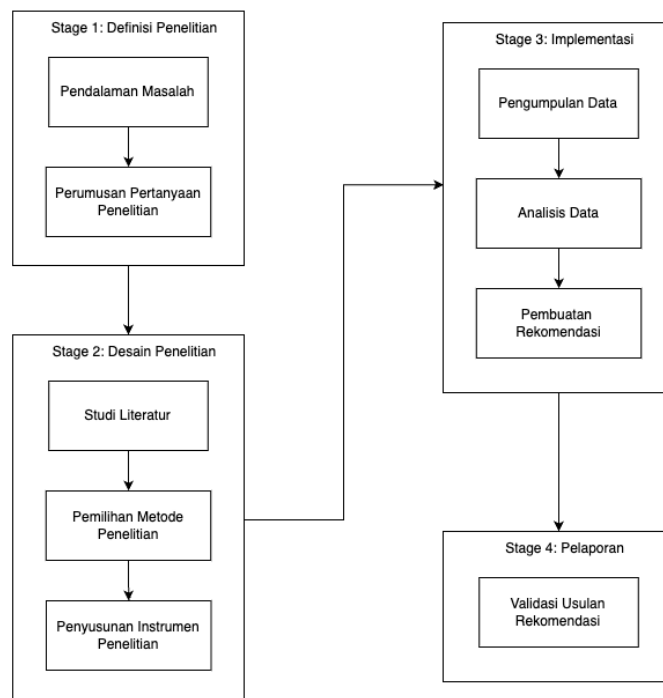 Stage 1: Definisi Penelitian
Pendalaman Masalah
Perumusan Pertanyaan
Penelitian
Stage 2: Desain Penelitian
Studi Literatur
Pemilihan Metode
Penelitian
Penyusunan Instrumen
Penelitian
Stage 3: Implementasi
Pengumpulan Data
Analisis Data
Pembuatan
Rekomendasi
Stage 4: Pelaporan
Validasi Usulan
Rekomendasi